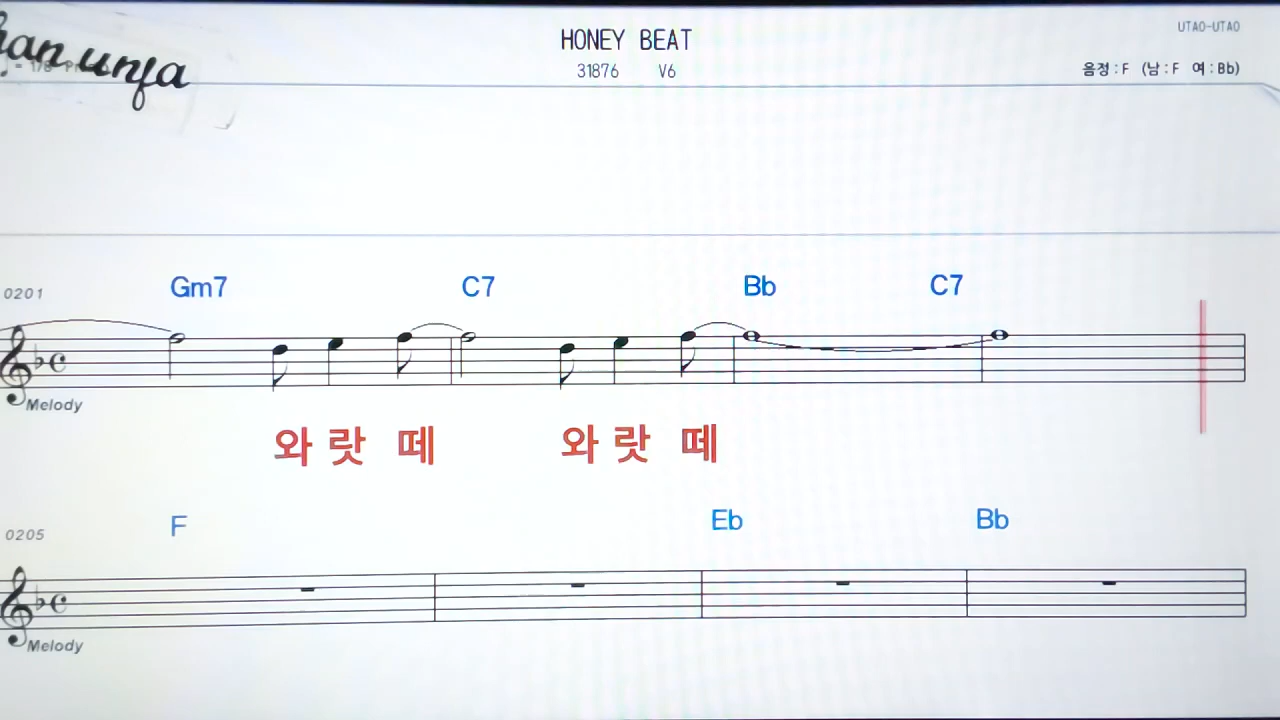 HONEY BEAT
UTAO-UTAO
31876 V6
음정:F (남:F 여:Bb)
0201
Gm7 C7 Bb C7
Melody
와 랏 떼 와 랏 떼
0205
F Eb Bb
Melody